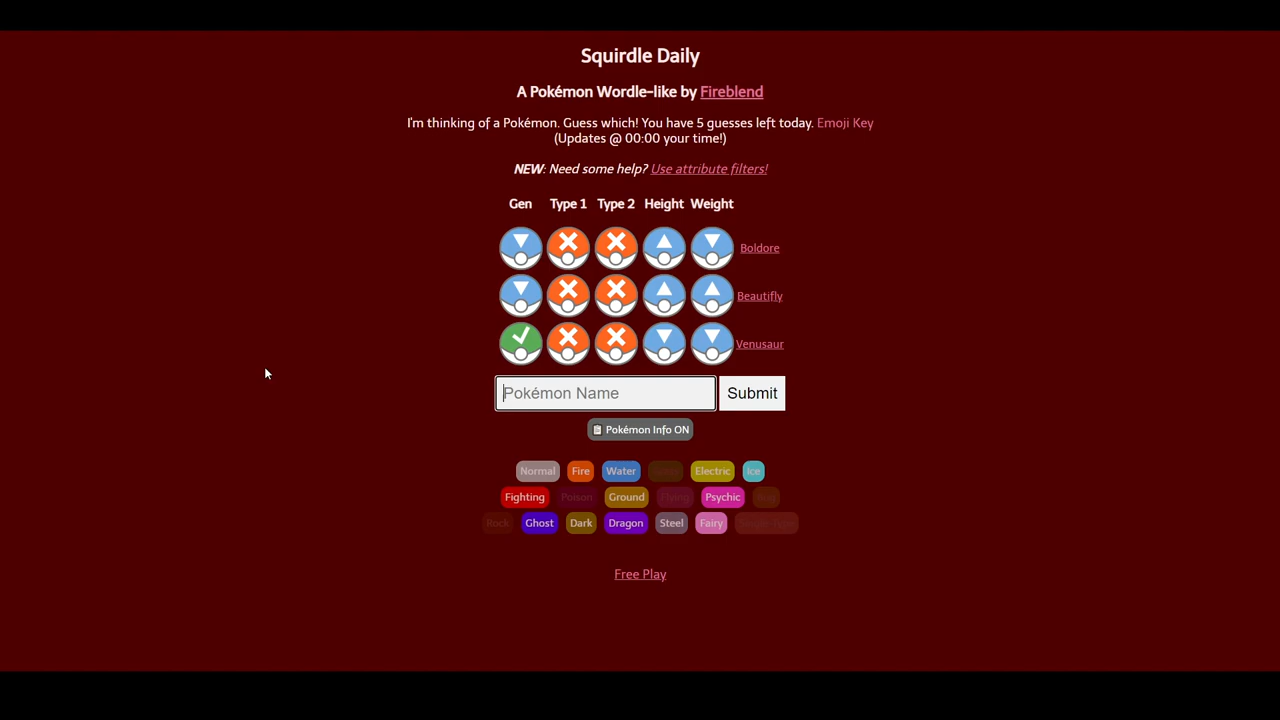 Squirdle Daily
A Pokémon Wordle-like by Fireblend
I'm thinking of a Pokémon. Guess which! You have 5 guesses left today. Emoji Key
(Updates @ 00:00 your time!)
NEW: Need some help? Use attribute filters!
Gen Type 1 Type 2 Height Weight
Boldore
Beautifly
Venusaur
Pokémon Name Submit
Pokémon Info ON
Normal Fire Water Electric Ice
Fighting Poison Ground Flying Psychic Bug
Rock Ghost Dark Dragon Steel Fairy
Free Play